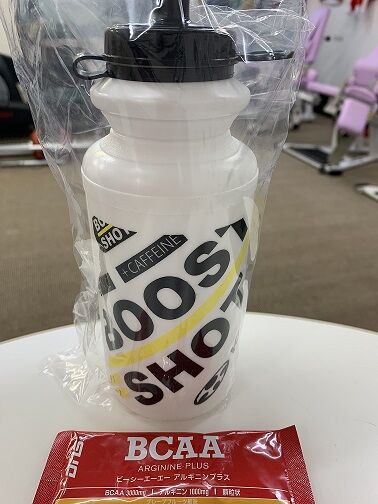 BO
SHOT
+CAFFEINE
BOOST
SHOT
BCAA
ARGININE PLUS
ビーシーエーエー アルギニンプラス
BCAA 3000mg | アルギニン 1000mg | 顆粒状